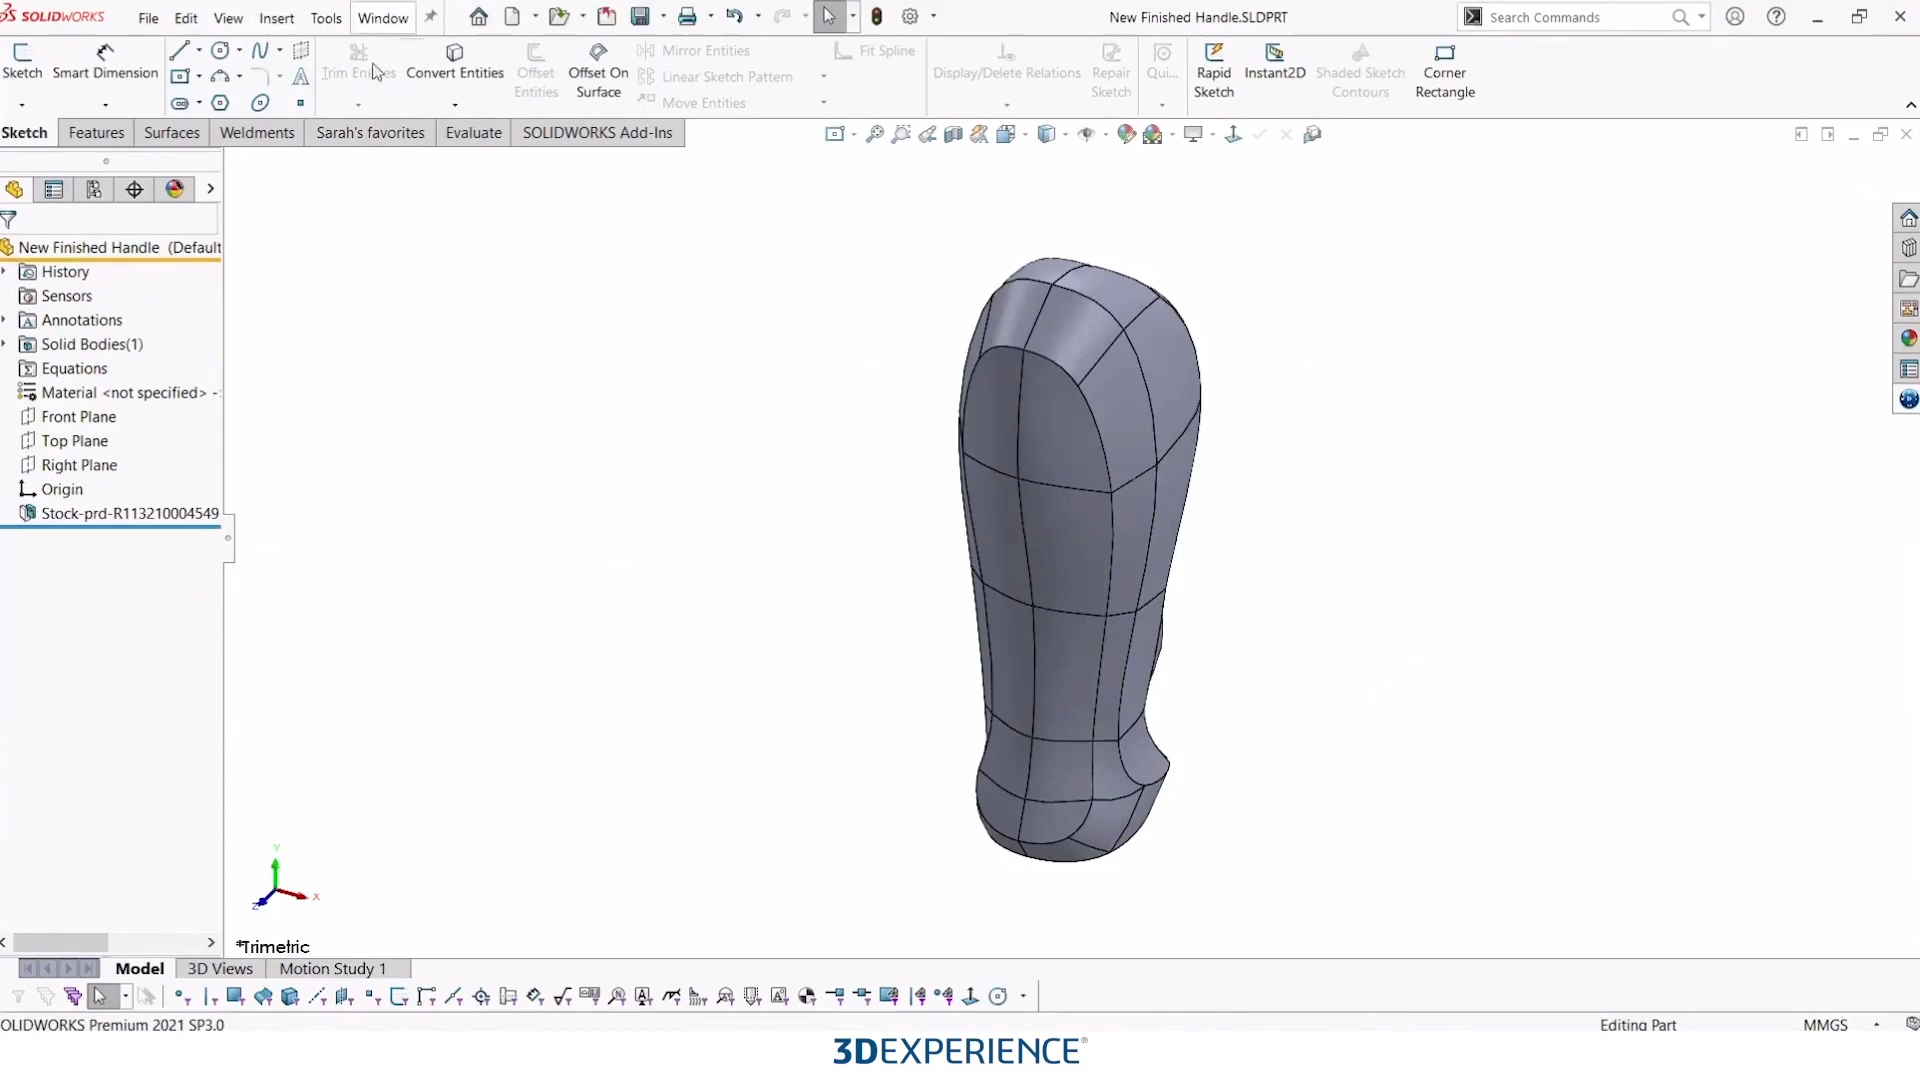 SOLIDWORKS File Edit View Insert Tools Window
New Finished Handle.SLDPRT
Search Commands
Sketch Smart Dimension
Trim Convert Entities
Offset Entities
Offset On Surface
Mirror Entities
Linear Sketch Pattern
Move Entities
Fit Spline
Display/Delete Relations
Repair Sketch
Qui...
Rapid Sketch
Instant2D
Shaded Sketch Contours
Corner Rectangle
Sketch Features Surfaces Weldments Sarah's favorites Evaluate SOLIDWORKS Add-Ins
New Finished Handle (Default
History
Sensors
Annotations
Solid Bodies(1)
Equations
Material <not specified>
Front Plane
Top Plane
Right Plane
Origin
Stock-prd-R113210004549
Y
X
Z
*Trimetric
Model 3D Views Motion Study 1
OLIDWORKS Premium 2021 SP3.0
Editing Part
MMGS
3DEXPERIENCE®